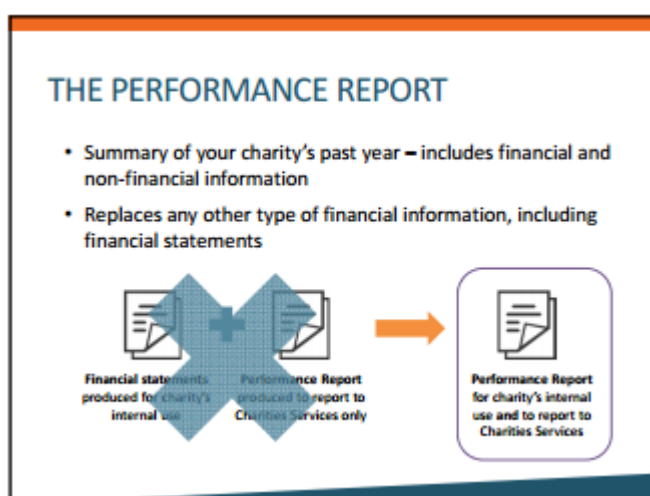 THE PERFORMANCE REPORT
• Summary of your charity's past year – includes financial and
non-financial information
• Replaces any other type of financial information, including
financial statements
Financial statements
produced for charity's
internal use
Performance Report
produced to report to
Charities Services only
Performance Report
for charity's internal
use and to report to
Charities Services